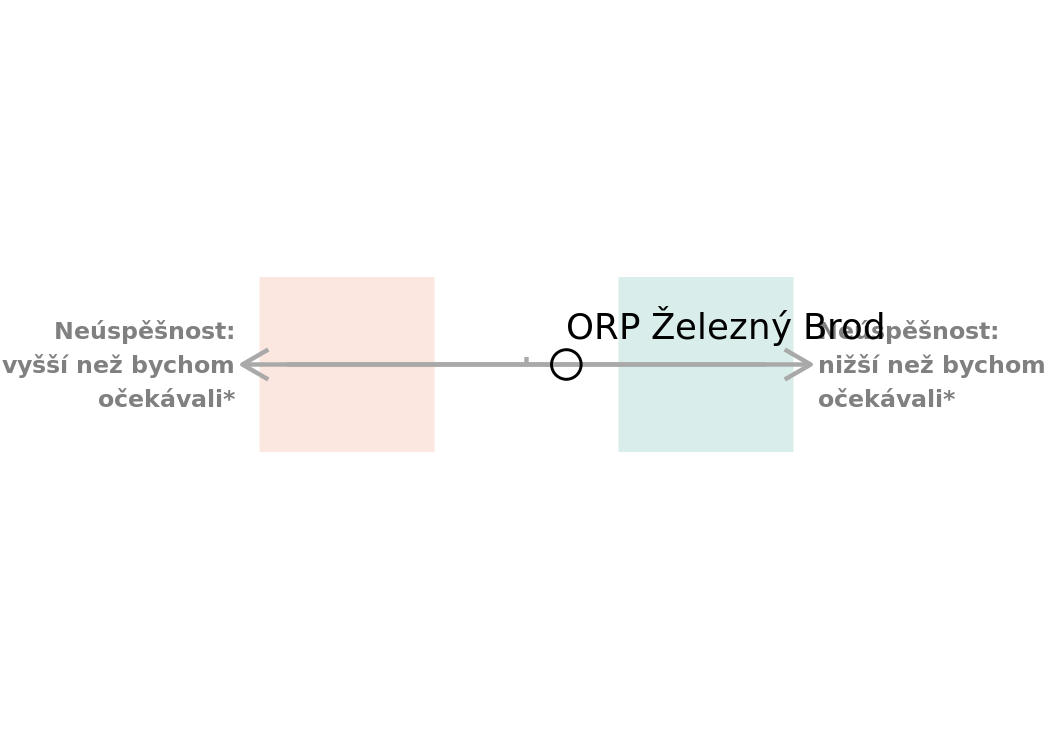 ORP Železný Brod
Neúspěšnost:
vyšší než bychom
očekávali*
Neúspěšnost:
nižší než bychom
očekávali*